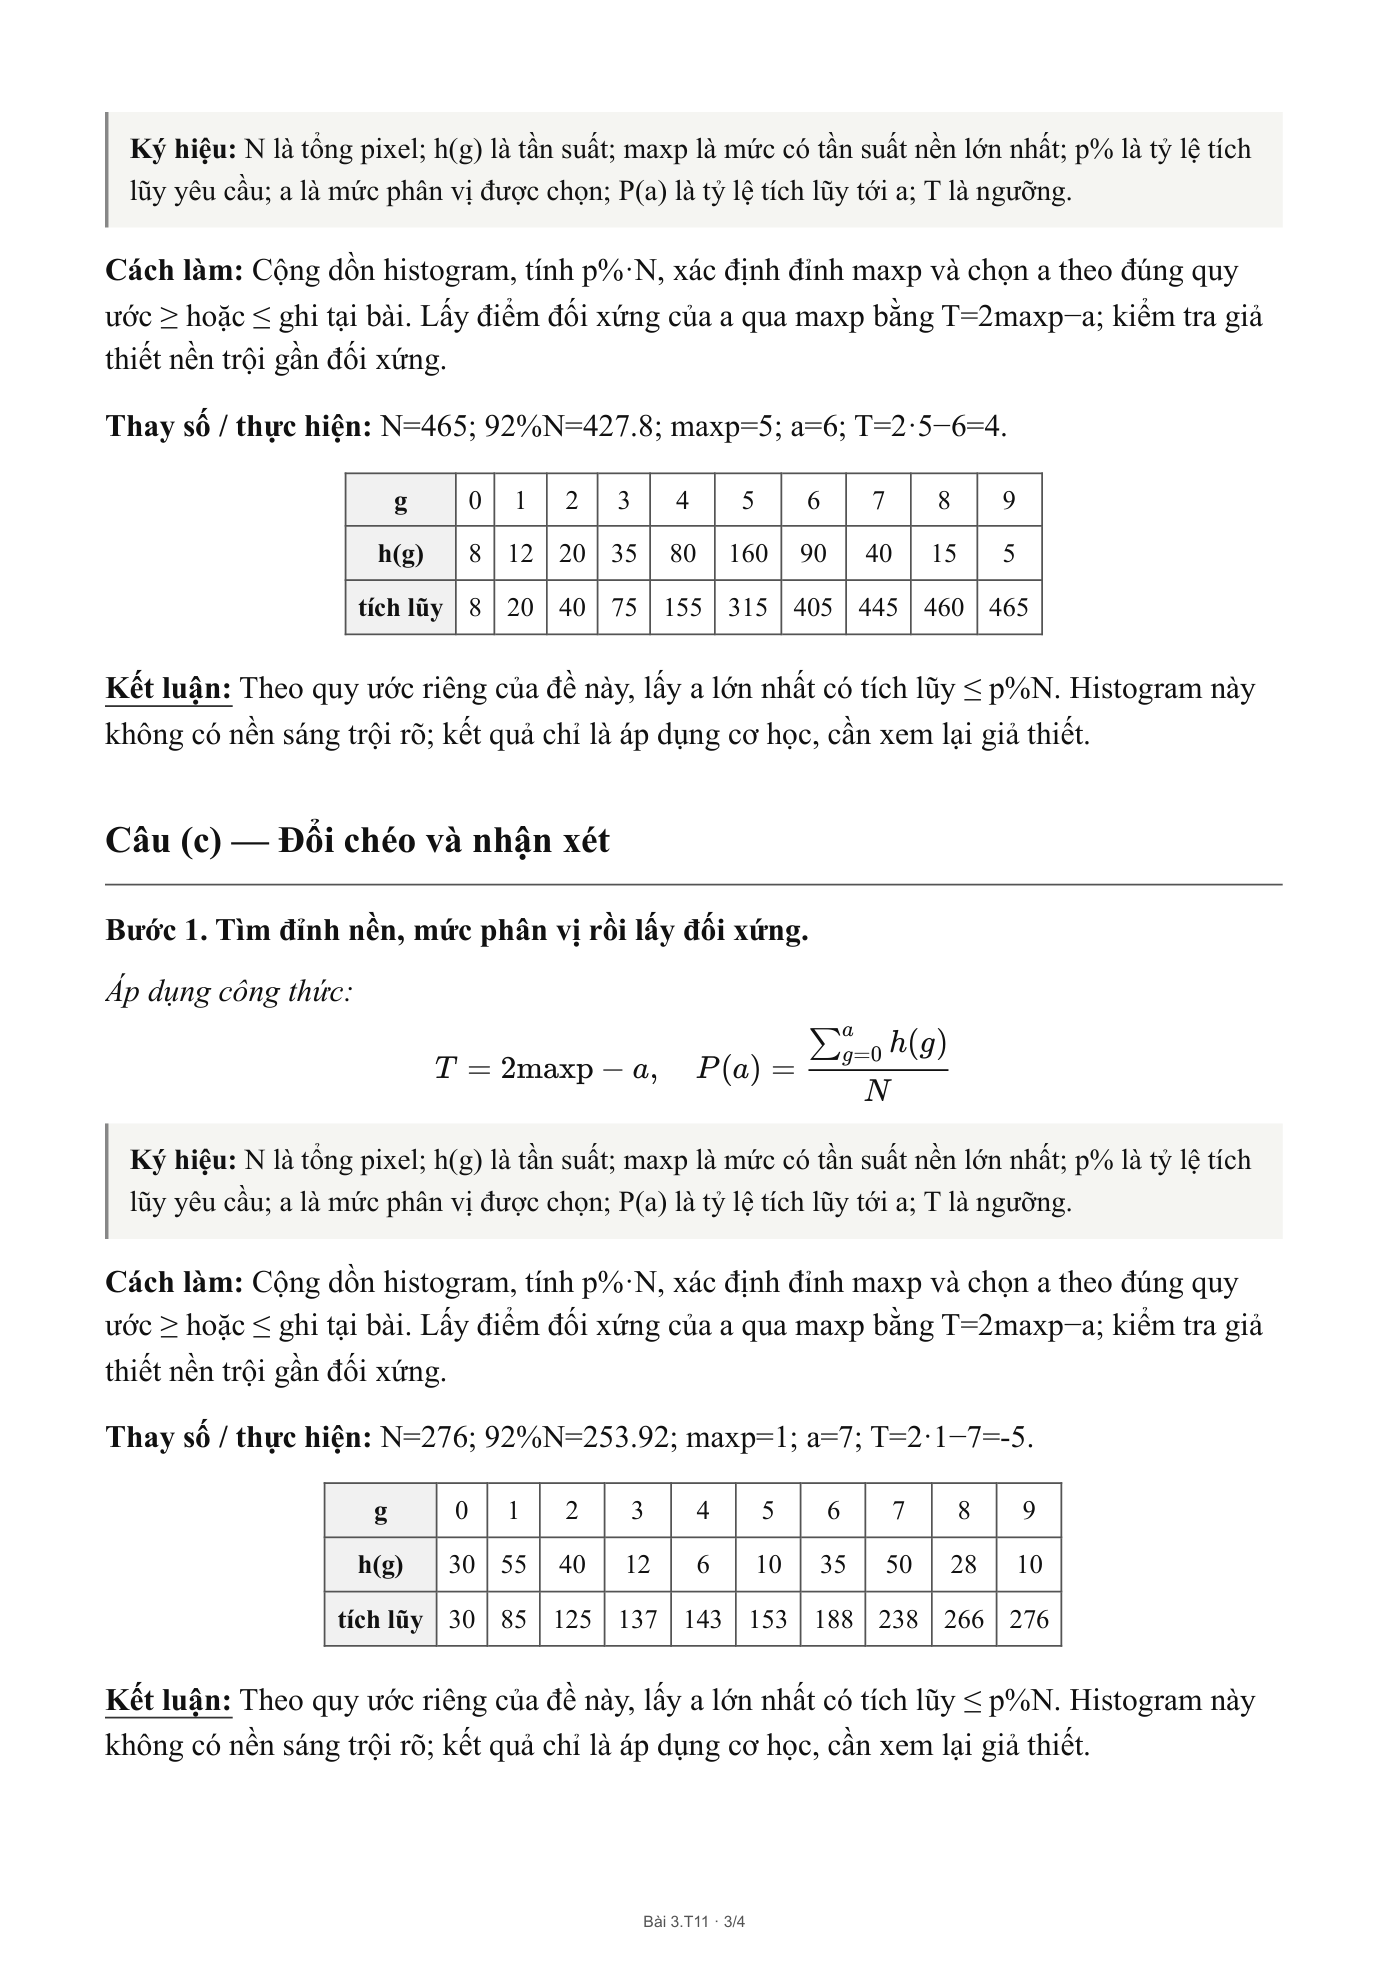 Ký hiệu: N là tổng pixel; h(g) là tần suất; maxp là mức có tần suất nền lớn nhất; p% là tỷ lệ tích
lũy yêu cầu; a là mức phân vị được chọn; P(a) là tỷ lệ tích lũy tới a; T là ngưỡng.
Cách làm: Cộng dồn histogram, tính p%·N, xác định đỉnh maxp và chọn a theo đúng quy
ước ≥ hoặc ≤ ghi tại bài. Lấy điểm đối xứng của a qua maxp bằng T=2maxp−a; kiểm tra giả
thiết nền trội gần đối xứng.
Thay số / thực hiện: N=465; 92%N=427.8; maxp=5; a=6; T=2·5−6=4.
g 0 1 2 3 4 5 6 7 8 9
h(g) 8 12 20 35 80 160 90 40 15 5
tích lũy 8 20 40 75 155 315 405 445 460 465
Kết luận: Theo quy ước riêng của đề này, lấy a lớn nhất có tích lũy ≤ p%N. Histogram này
không có nền sáng trội rõ; kết quả chỉ là áp dụng cơ học, cần xem lại giả thiết.
Câu (c) — Đổi chéo và nhận xét
Bước 1. Tìm đỉnh nền, mức phân vị rồi lấy đối xứng.
Áp dụng công thức:
T = 2maxp − a, P(a) = \frac{∑_{g=0}^{a} h(g)}{N}
Ký hiệu: N là tổng pixel; h(g) là tần suất; maxp là mức có tần suất nền lớn nhất; p% là tỷ lệ tích
lũy yêu cầu; a là mức phân vị được chọn; P(a) là tỷ lệ tích lũy tới a; T là ngưỡng.
Cách làm: Cộng dồn histogram, tính p%·N, xác định đỉnh maxp và chọn a theo đúng quy
ước ≥ hoặc ≤ ghi tại bài. Lấy điểm đối xứng của a qua maxp bằng T=2maxp−a; kiểm tra giả
thiết nền trội gần đối xứng.
Thay số / thực hiện: N=276; 92%N=253.92; maxp=1; a=7; T=2·1−7=-5.
g 0 1 2 3 4 5 6 7 8 9
h(g) 30 55 40 12 6 10 35 50 28 10
tích lũy 30 85 125 137 143 153 188 238 266 276
Kết luận: Theo quy ước riêng của đề này, lấy a lớn nhất có tích lũy ≤ p%N. Histogram này
không có nền sáng trội rõ; kết quả chỉ là áp dụng cơ học, cần xem lại giả thiết.
Bài 3.T11 · 3/4